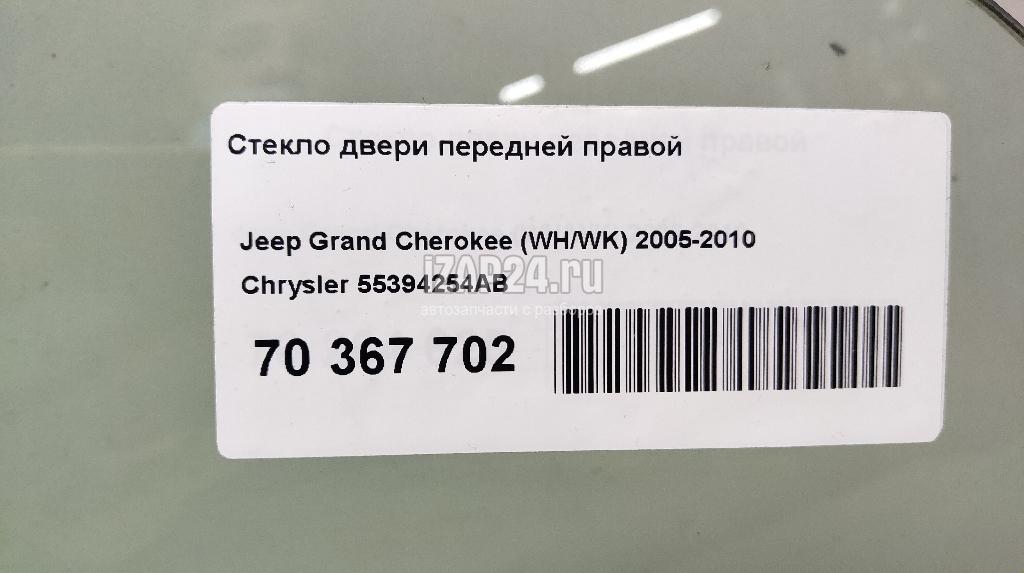 Стекло двери передней правой
Jeep Grand Cherokee (WH/WK) 2005-2010
Chrysler 55394254AB
iZAP24.ru
автозапчасти с разборов
70 367 702